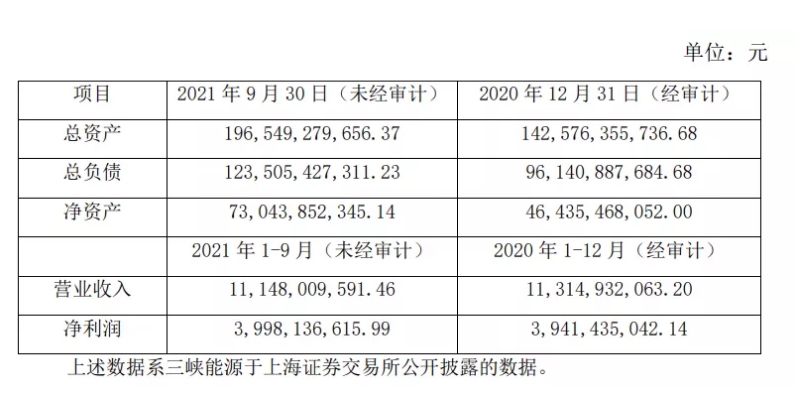 单位：元
项目 2021 年 9 月 30 日（未经审计） 2020 年 12 月 31 日（经审计）
总资产 196,549,279,656.37 142,576,355,736.68
总负债 123,505,427,311.23 96,140,887,684.68
净资产 73,043,852,345.14 46,435,468,052.00
2021 年 1-9 月（未经审计） 2020 年 1-12 月（经审计）
营业收入 11,148,009,591.46 11,314,932,063.20
净利润 3,998,136,615.99 3,941,435,042.14
上述数据系三峡能源于上海证券交易所公开披露的数据。